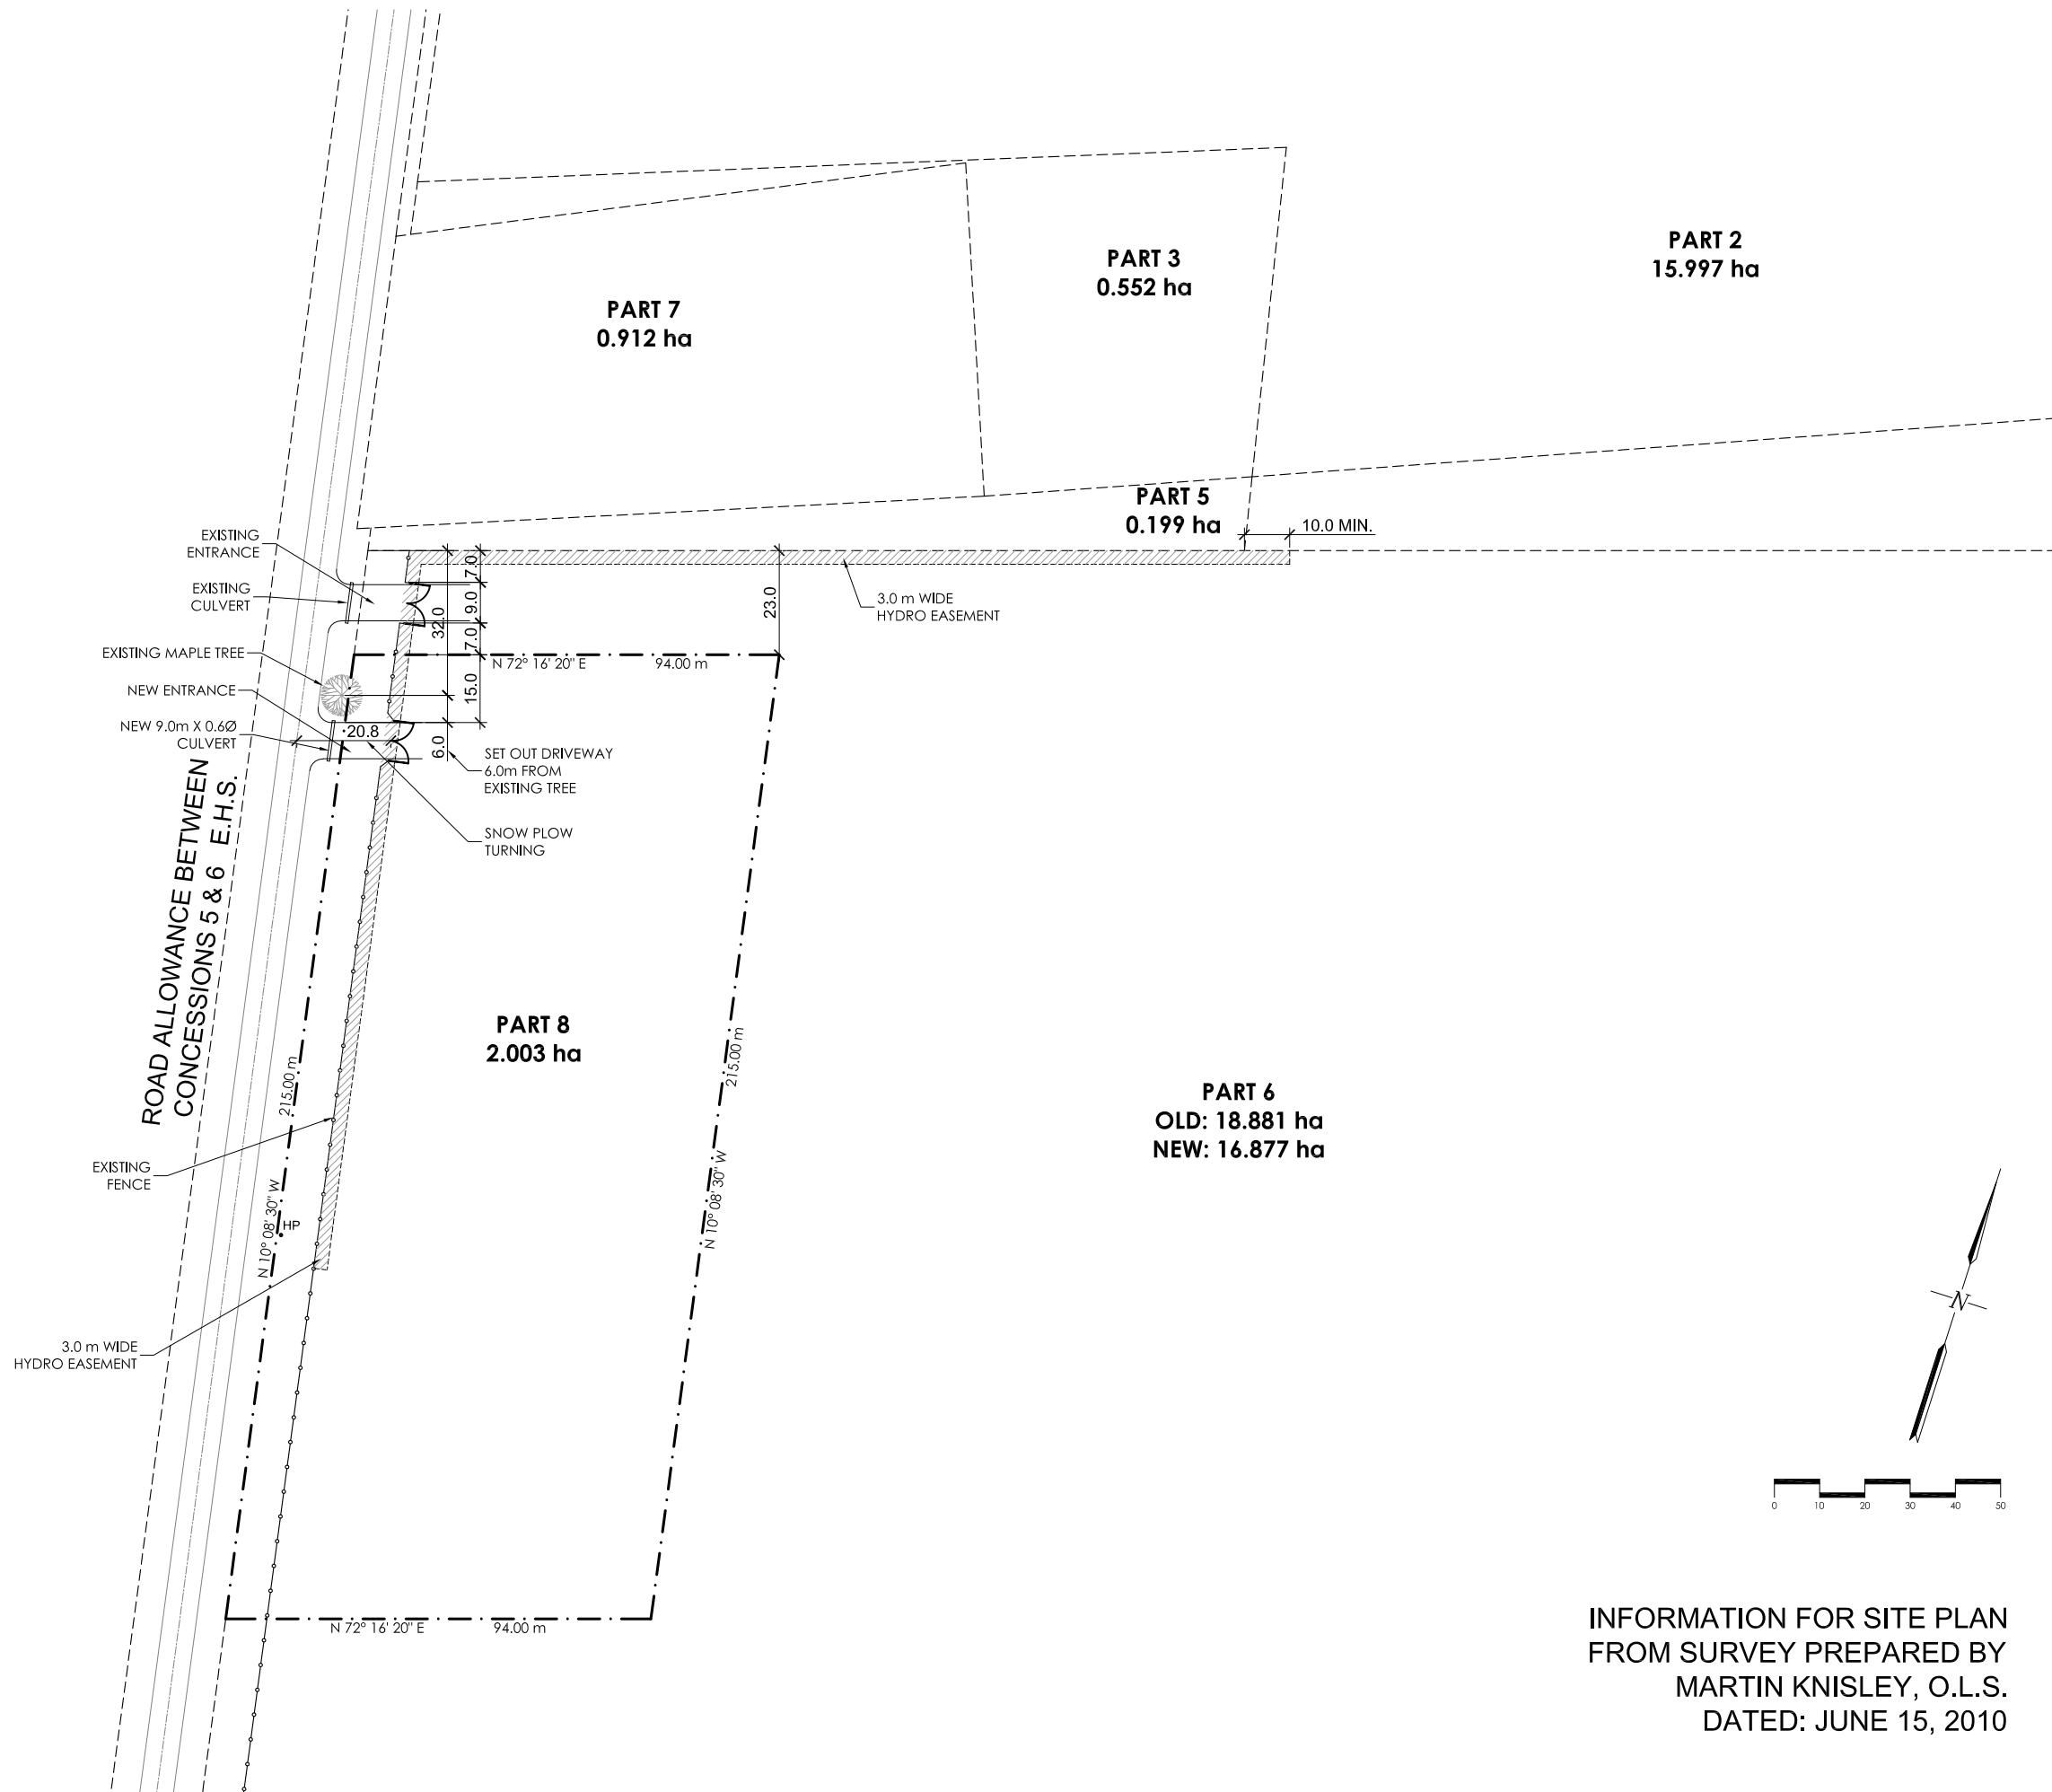 PART 2
15.997 ha
PART 3
0.552 ha
PART 7
0.912 ha
PART 5
0.199 ha
10.0 MIN.
EXISTING
ENTRANCE
EXISTING
CULVERT
7.0
9.0
32.0
7.0
23.0
3.0 m WIDE
HYDRO EASEMENT
EXISTING MAPLE TREE
N 72° 16' 20" E
94.00 m
NEW ENTRANCE
15.0
NEW 9.0m X 0.6Ø
CULVERT
20.8
6.0
SET OUT DRIVEWAY
6.0m FROM
EXISTING TREE
SNOW PLOW
TURNING
ROAD ALLOWANCE BETWEEN
CONCESSIONS 5 & 6 E.H.S.
PART 8
2.003 ha
215.00 m
215.00 m
PART 6
OLD: 18.881 ha
NEW: 16.877 ha
EXISTING
FENCE
N 10° 08' 30" W
HP
N 10° 08' 30" W
3.0 m WIDE
HYDRO EASEMENT
N
0 10 20 30 40 50
N 72° 16' 20" E
94.00 m
INFORMATION FOR SITE PLAN
FROM SURVEY PREPARED BY
MARTIN KNISLEY, O.L.S.
DATED: JUNE 15, 2010